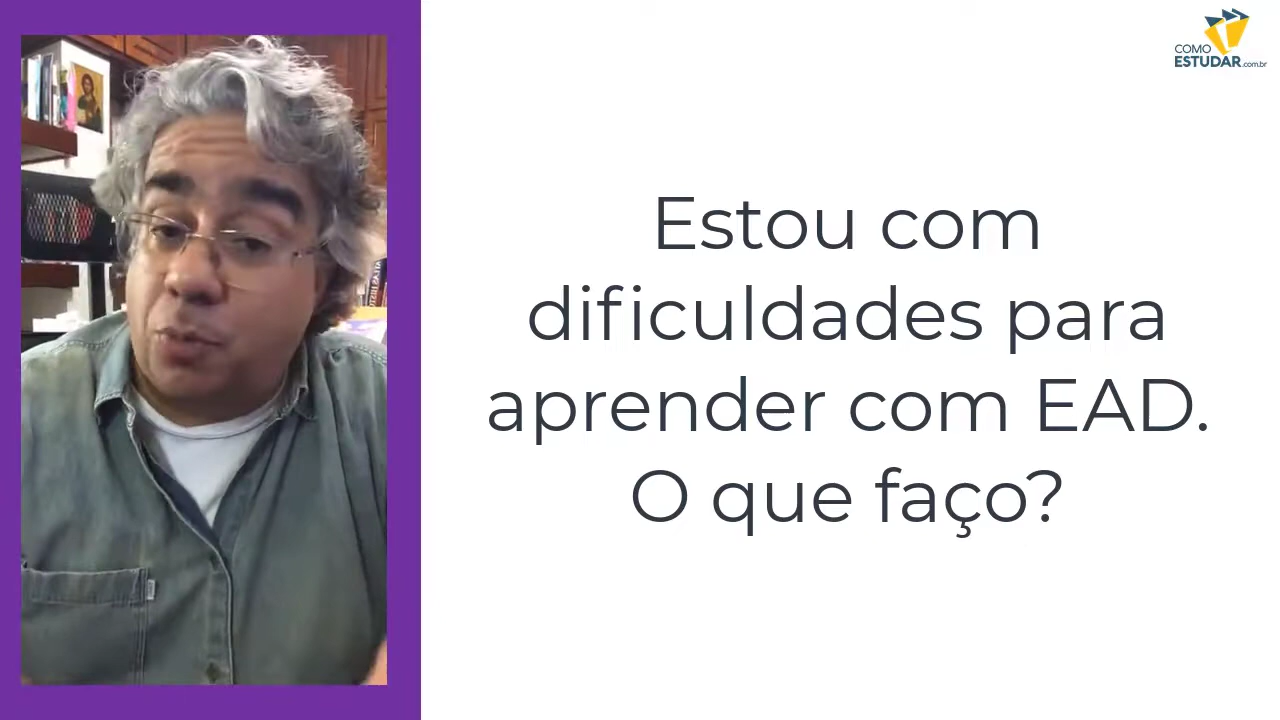 COMO
ESTUDAR.com.br
Estou com
dificuldades para
aprender com EAD.
O que faço?